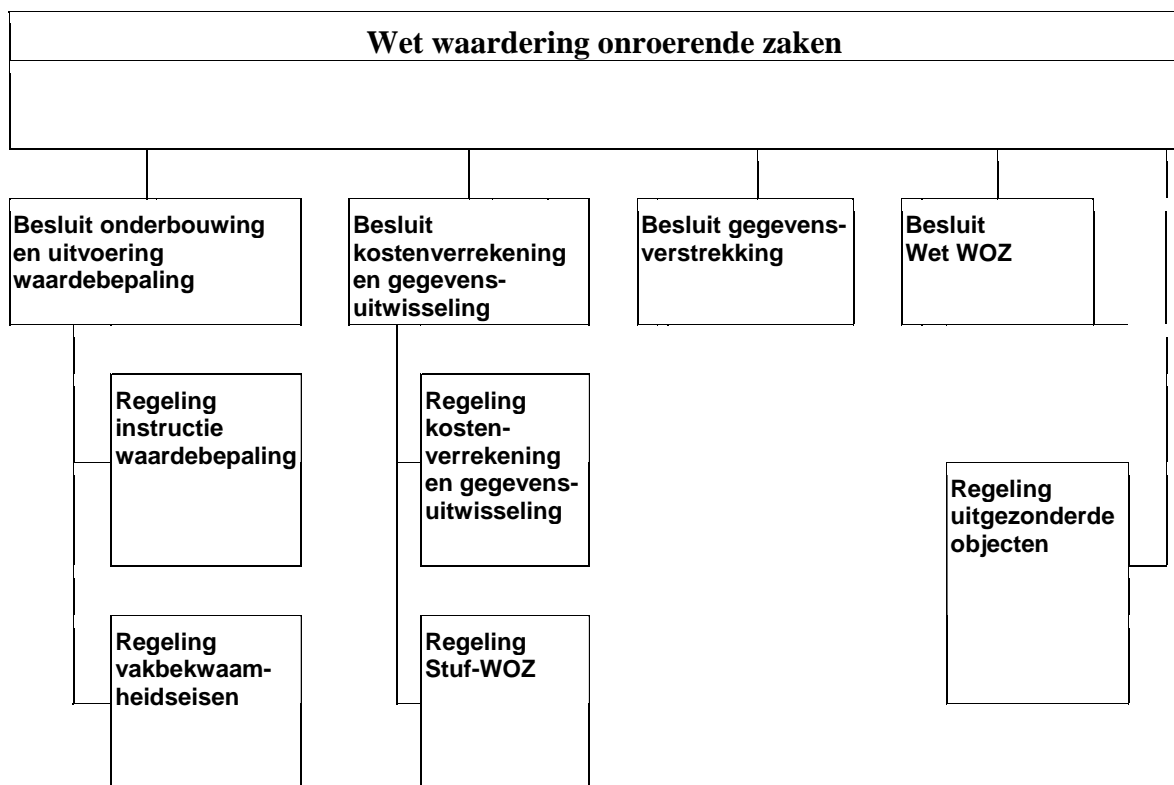 Wet waardering onroerende zaken
Besluit onderbouwing
en uitvoering
waardebepaling
Besluit
kostenverrekening
en gegevens-
uitwisseling
Besluit gegevens-
verstrekking
Besluit
Wet WOZ
Regeling
instructie
waardebepaling
Regeling
kosten-
verrekening
en gegevens-
uitwisseling
Regeling
uitgezonderde
objecten
Regeling
vakbekwaam-
heidseisen
Regeling
Stuf-WOZ